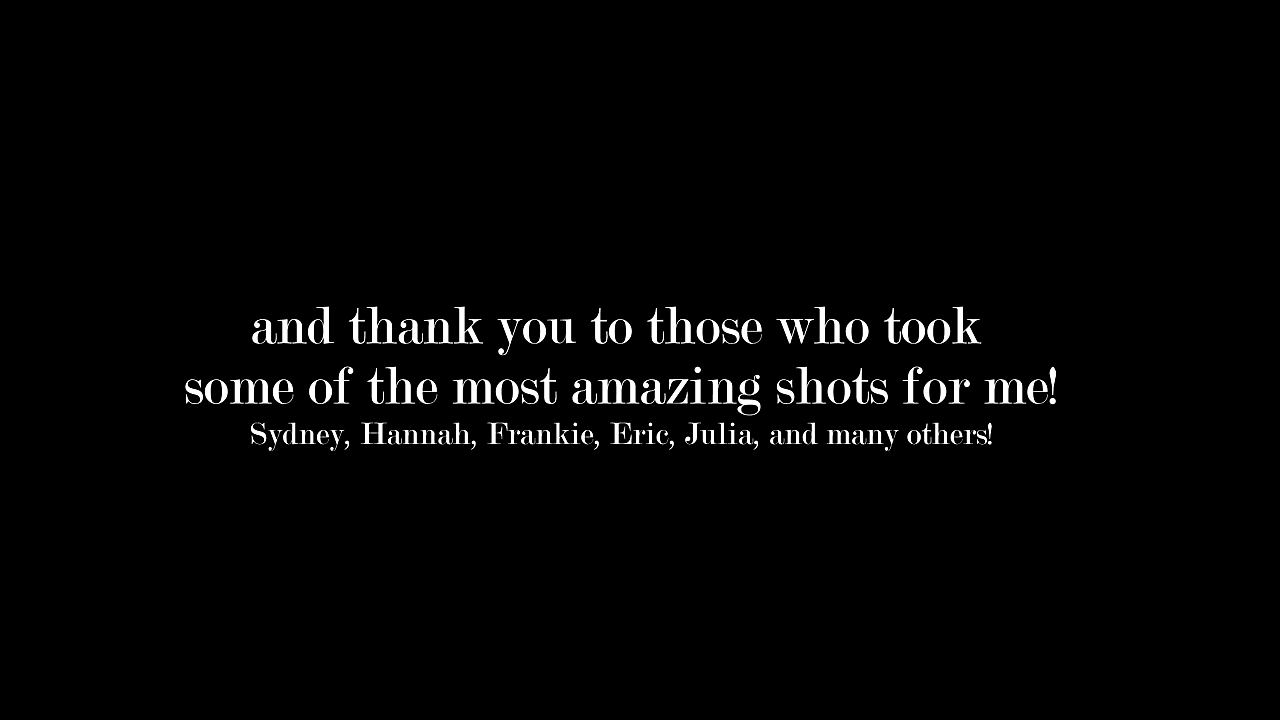 and thank you to those who took
some of the most amazing shots for me!
Sydney, Hannah, Frankie, Eric, Julia, and many others!